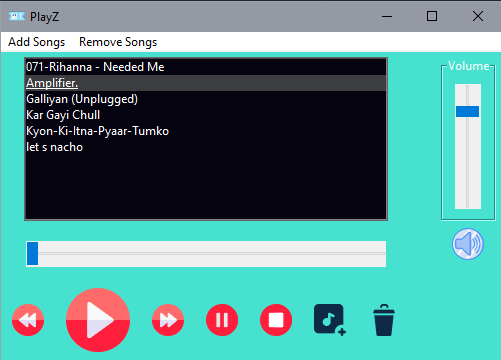 PlayZ
Add Songs Remove Songs
Volume
071-Rihanna - Needed Me
Amplifier.
Galliyan (Unplugged)
Kar Gayi Chull
Kyon-Ki-Itna-Pyaar-Tumko
let s nacho